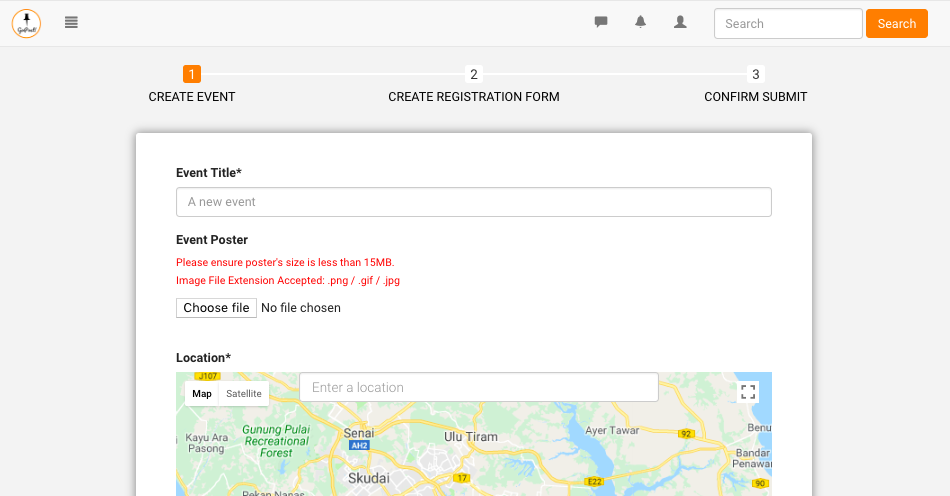 Search
Search
1
2
3
CREATE EVENT
CREATE REGISTRATION FORM
CONFIRM SUBMIT
Event Title*
A new event
Event Poster
Please ensure poster's size is less than 15MB.
Image File Extension Accepted: .png / .gif / .jpg
Choose file No file chosen
Location*
J107
Map
Satellite
Enter a location
Kayu Ara
Pasong
Gunung Pulai
Recreational
Forest
Senai
AH2
Ulu Tiram
Ayer Tawar
92
Benu
Bandar
Penawar
Skudai
17
E22
90
Pekan Nanas